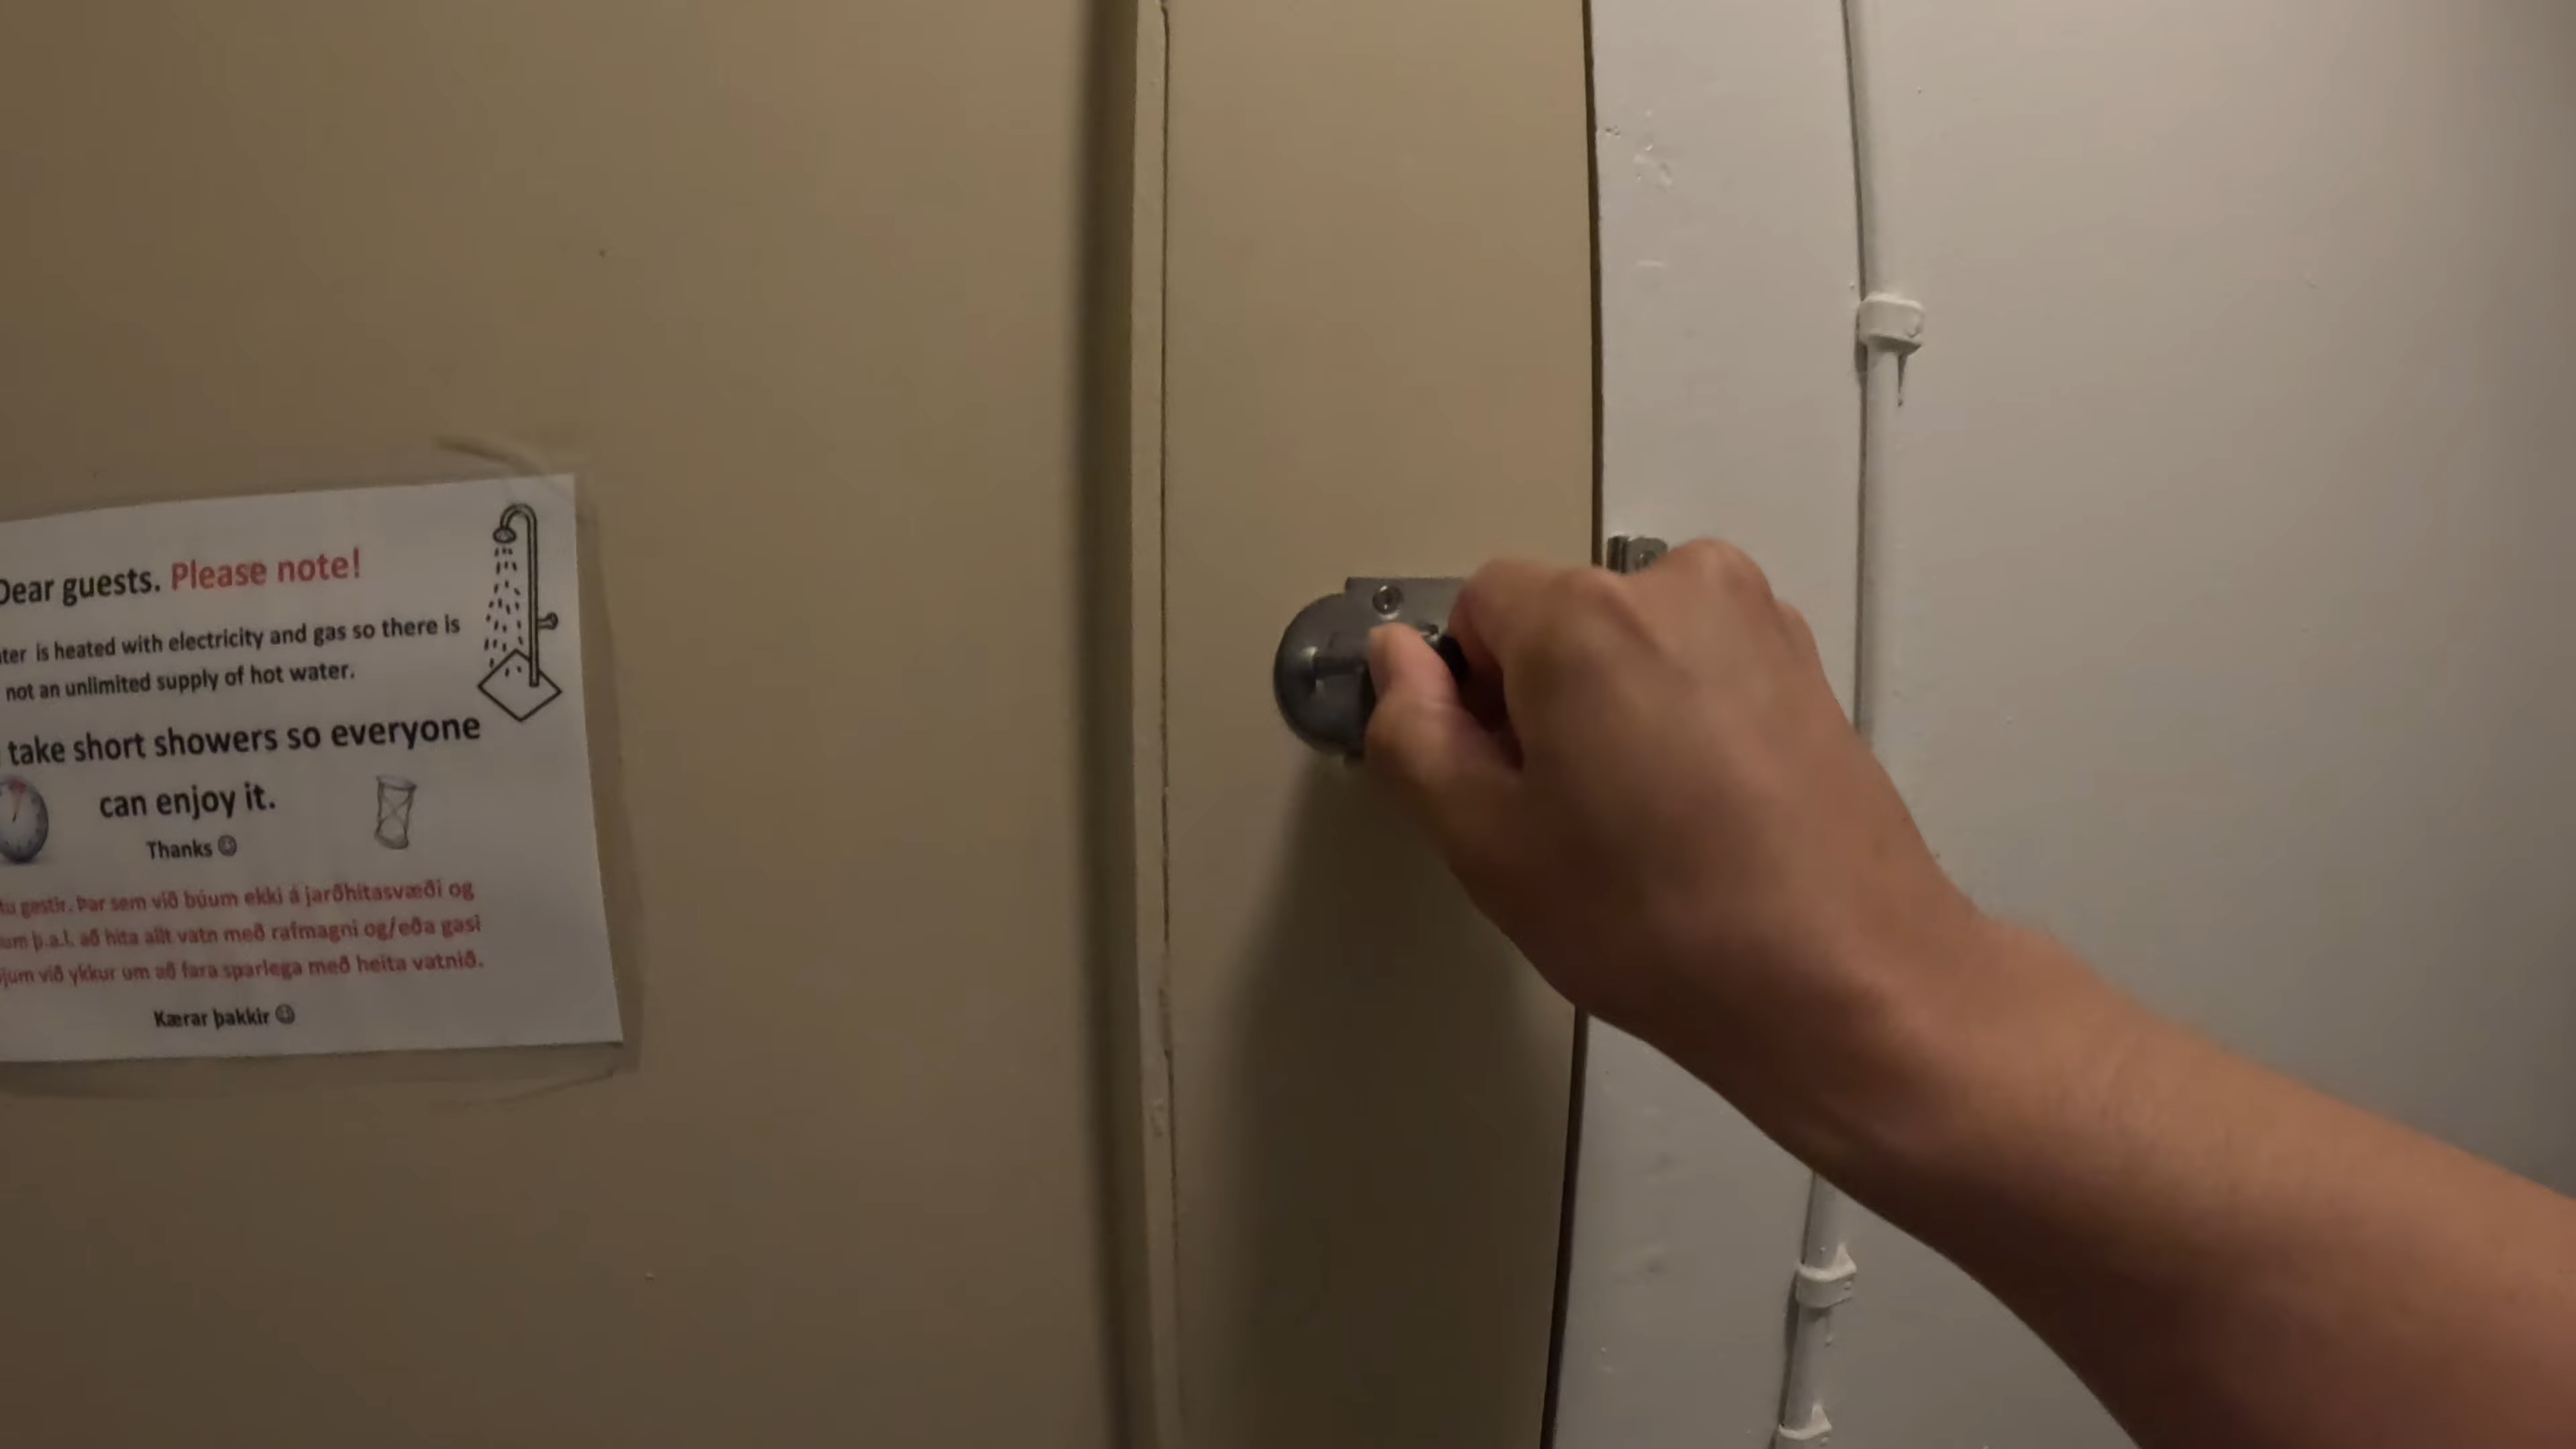 Dear guests. Please note!
is heated with electricity and gas so there is
not an unlimited supply of hot water.
take short showers so everyone
can enjoy it.
Thanks ☺
gestir. Þar sem við búum ekki á jarðhitasvæði og
þ.a.l. að hita allt vatn með rafmagni og/eða gasi
við ykkur um að fara sparlega með heita vatnið.
Kærar þakkir ☺